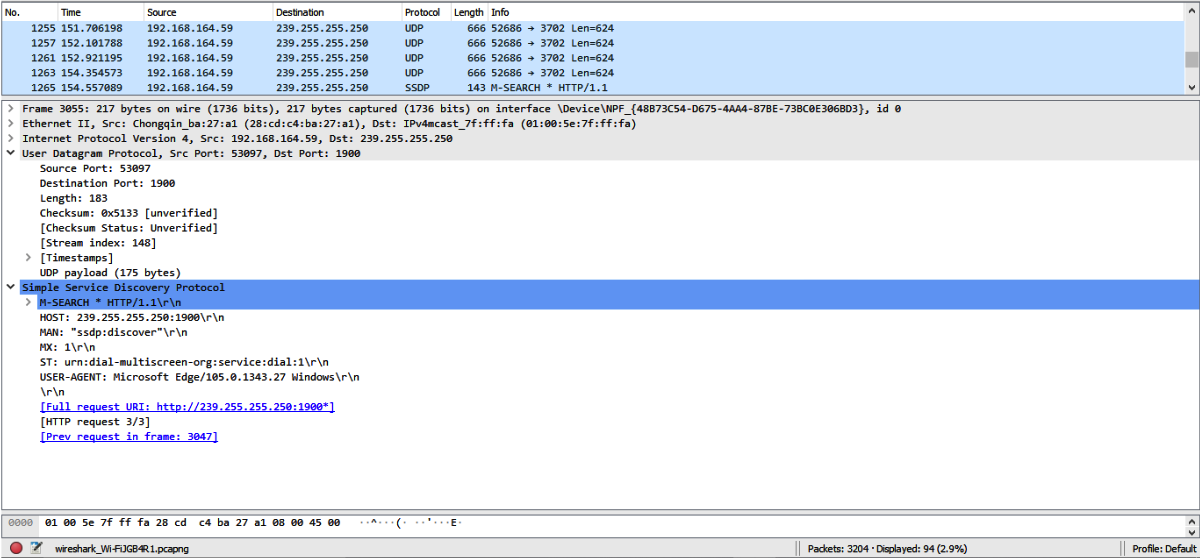 No. Time Source Destination Protocol Length Info
1255 151.706198 192.168.164.59 239.255.255.250 UDP 666 52686 → 3702 Len=624
1257 152.101788 192.168.164.59 239.255.255.250 UDP 666 52686 → 3702 Len=624
1261 152.921195 192.168.164.59 239.255.255.250 UDP 666 52686 → 3702 Len=624
1263 154.354573 192.168.164.59 239.255.255.250 UDP 666 52686 → 3702 Len=624
1265 154.557089 192.168.164.59 239.255.255.250 SSDP 143 M-SEARCH * HTTP/1.1
Frame 3055: 217 bytes on wire (1736 bits), 217 bytes captured (1736 bits) on interface \Device\NPF_{48B73C54-D675-4AA4-87BE-73BC0E306BD3}, id 0
Ethernet II, Src: Chongqin_ba:27:a1 (28:cd:c4:ba:27:a1), Dst: IPv4mcast_7f:ff:fa (01:00:5e:7f:ff:fa)
Internet Protocol Version 4, Src: 192.168.164.59, Dst: 239.255.255.250
User Datagram Protocol, Src Port: 53097, Dst Port: 1900
Source Port: 53097
Destination Port: 1900
Length: 183
Checksum: 0x5133 [unverified]
[Checksum Status: Unverified]
[Stream index: 148]
[Timestamps]
UDP payload (175 bytes)
Simple Service Discovery Protocol
M-SEARCH * HTTP/1.1\r\n
HOST: 239.255.255.250:1900\r\n
MAN: "ssdp:discover"\r\n
MX: 1\r\n
ST: urn:dial-multiscreen-org:service:dial:1\r\n
USER-AGENT: Microsoft Edge/105.0.1343.27 Windows\r\n
\r\n
[Full request URI: http://239.255.255.250:1900*]
[HTTP request 3/3]
[Prev request in frame: 3047]
0000 01 00 5e 7f ff fa 28 cd c4 ba 27 a1 08 00 45 00 ··^···(· ··'···E·
wireshark_Wi-FiJGB4R1.pcapng Packets: 3204 · Displayed: 94 (2.9%) Profile: Default